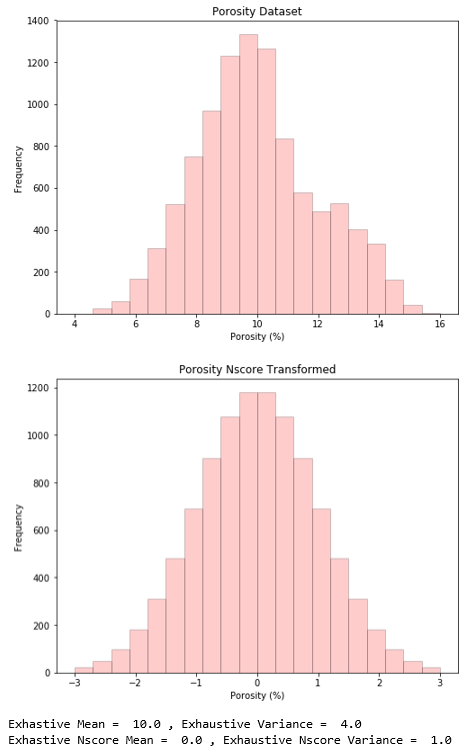 Porosity Dataset
1400
1200
1000
800
600
400
200
0
Frequency
4 6 8 10 12 14 16
Porosity (%)
Porosity Nscore Transformed
1200
1000
800
600
400
200
0
Frequency
−3 −2 −1 0 1 2 3
Porosity (%)
Exhastive Mean =  10.0 , Exhaustive Variance =  4.0
Exhastive Nscore Mean =  0.0 , Exhaustive Nscore Variance =  1.0